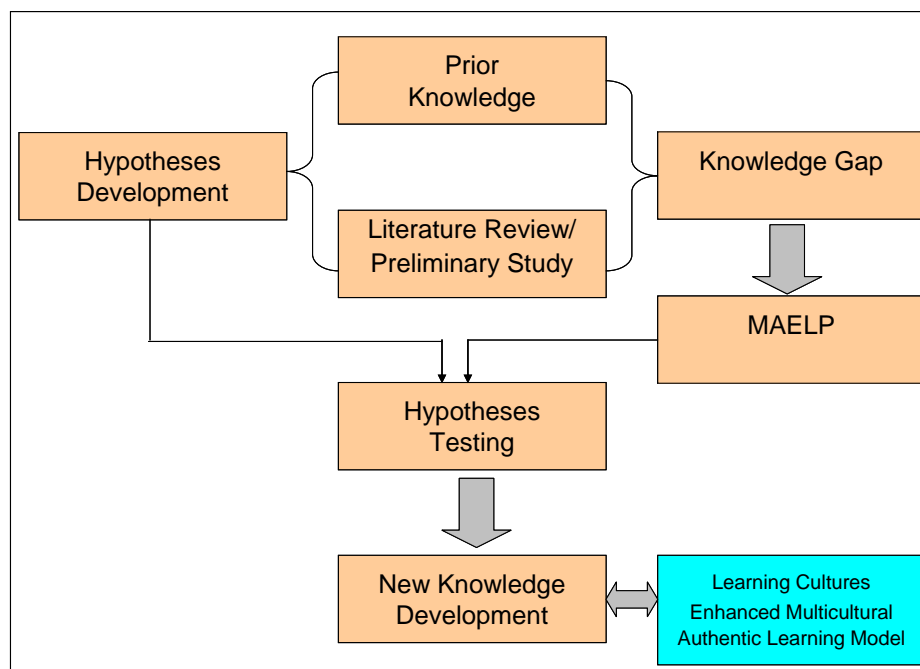 Prior
Knowledge
Hypotheses
Development
Knowledge Gap
Literature Review/
Preliminary Study
MAELP
Hypotheses
Testing
New Knowledge
Development
Learning Cultures
Enhanced Multicultural
Authentic Learning Model